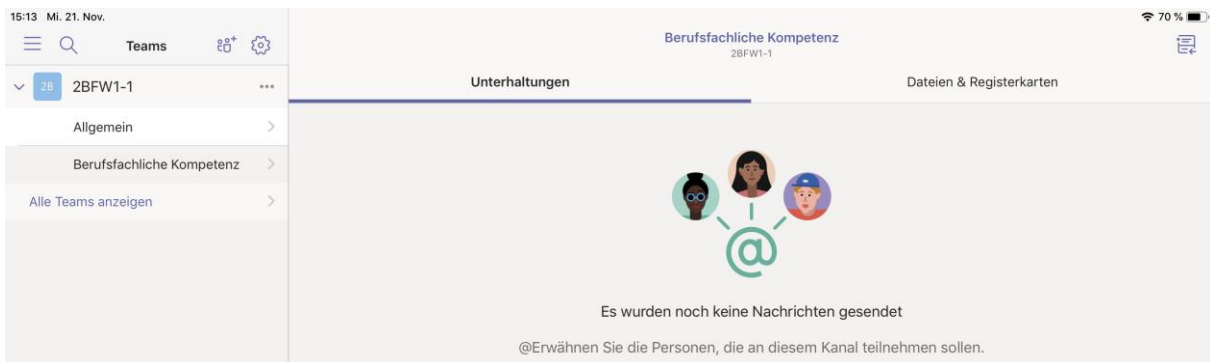 15:13 Mi. 21. Nov.
70 %
Teams
2B
2BFW1-1
Allgemein
Berufsfachliche Kompetenz
Alle Teams anzeigen
Berufsfachliche Kompetenz
2BFW1-1
Unterhaltungen
Dateien & Registerkarten
@
Es wurden noch keine Nachrichten gesendet
@Erwähnen Sie die Personen, die an diesem Kanal teilnehmen sollen.